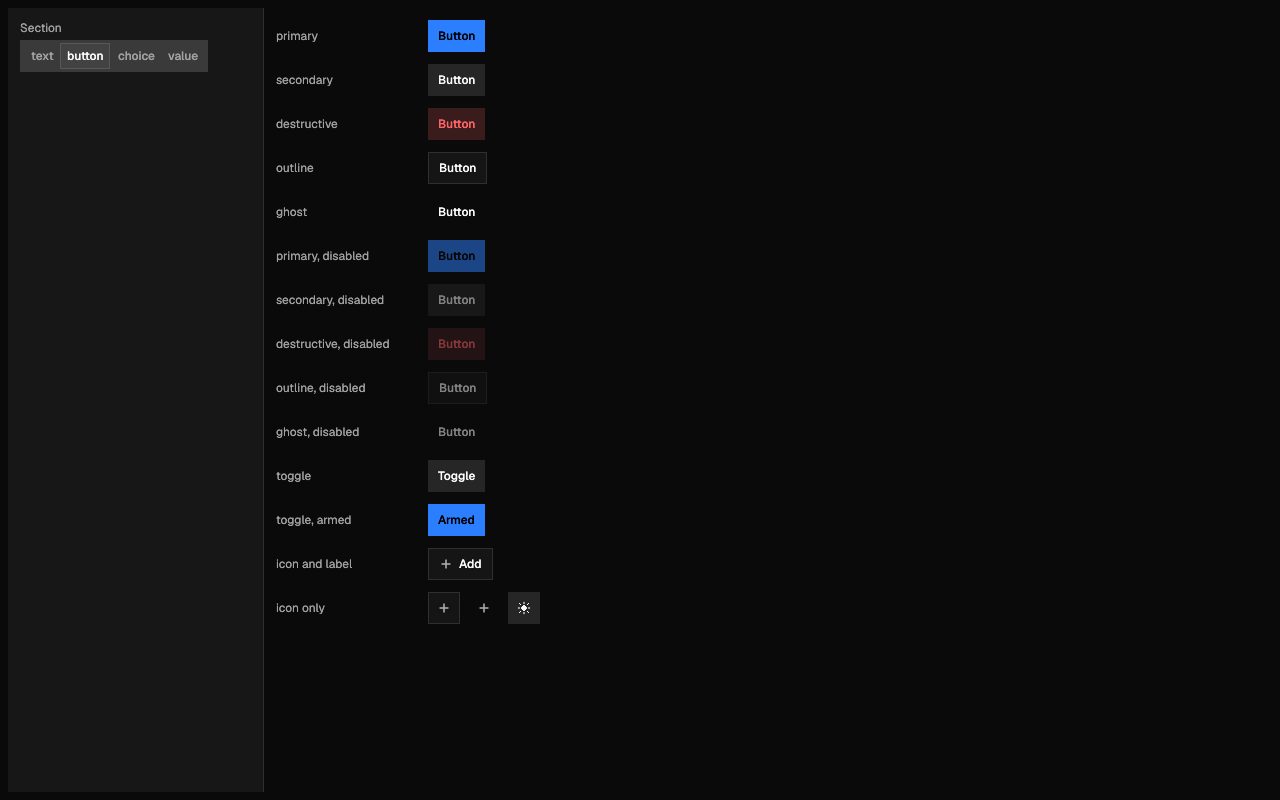 Section
text button choice value
primary Button
secondary Button
destructive Button
outline Button
ghost Button
primary, disabled Button
secondary, disabled Button
destructive, disabled Button
outline, disabled Button
ghost, disabled Button
toggle Toggle
toggle, armed Armed
icon and label Add
icon only